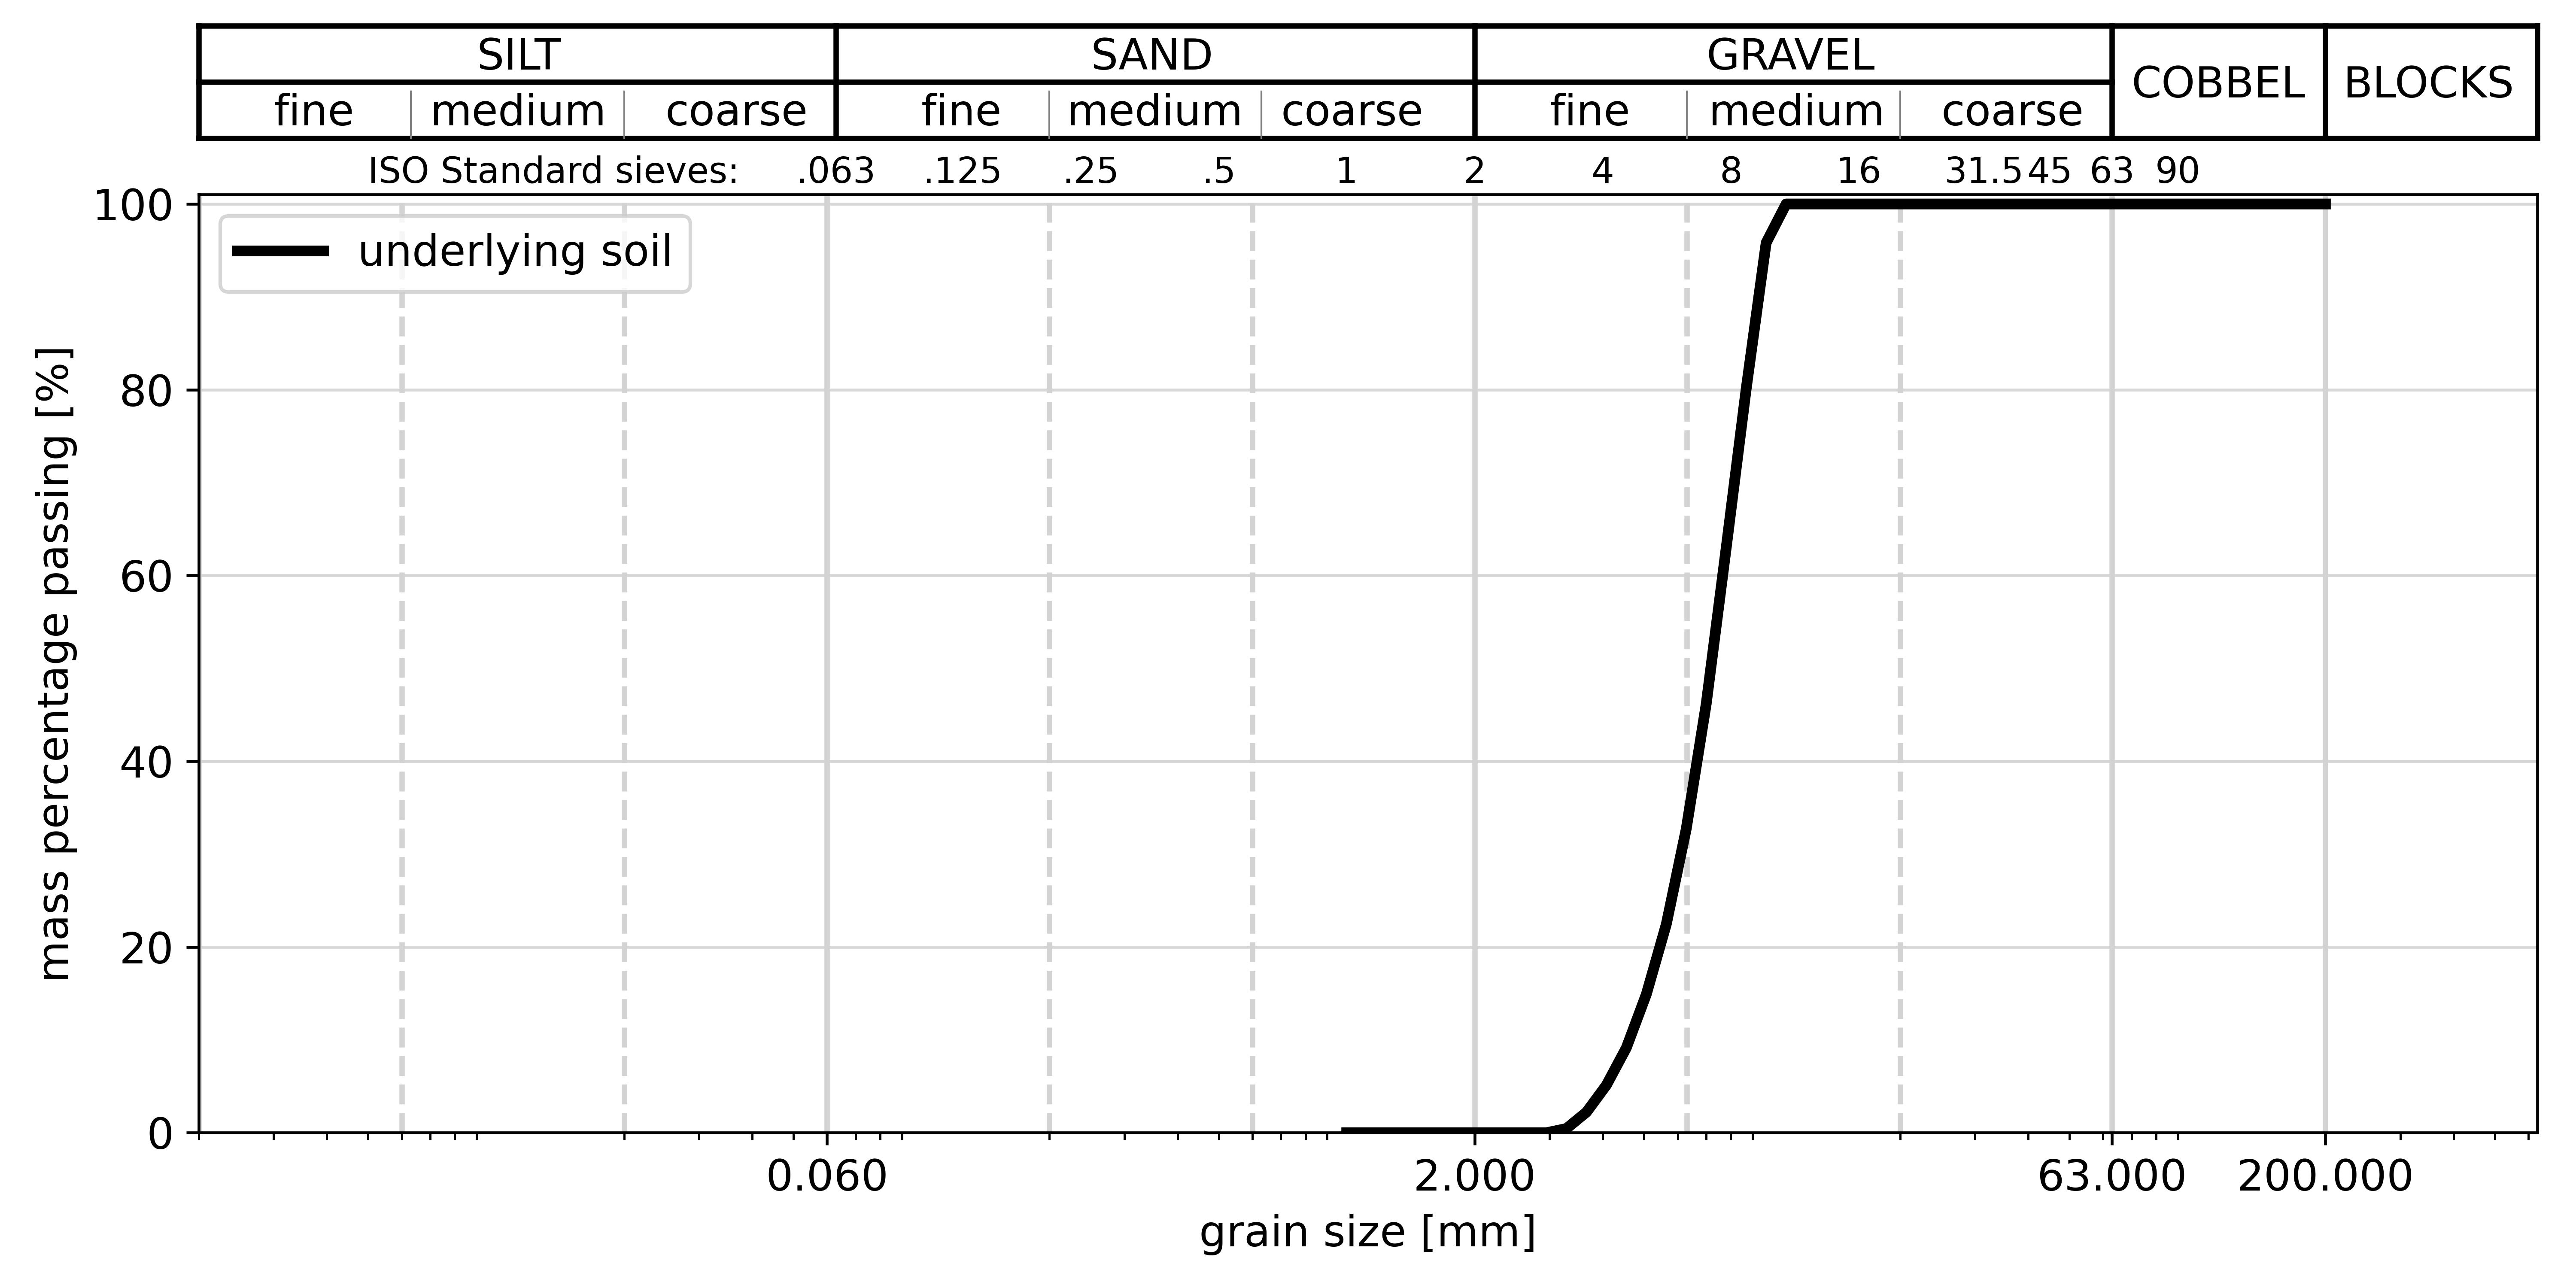 SILT SAND GRAVEL COBBEL BLOCKS
fine medium coarse fine medium coarse fine medium coarse
ISO Standard sieves: .063 .125 .25 .5 1 2 4 8 16 31.5 45 63 90
100
underlying soil
80
60
40
20
0
mass percentage passing [%]
0.060 2.000 63.000 200.000
grain size [mm]